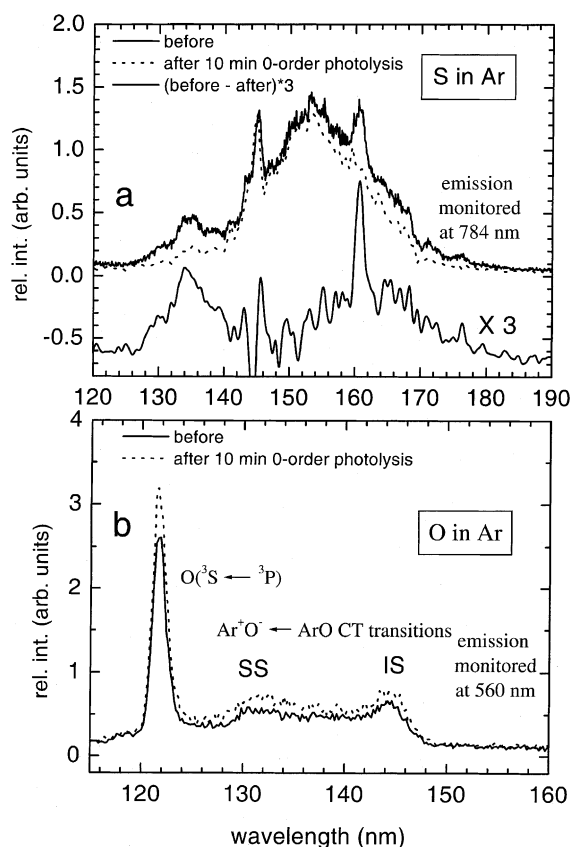 2.0
1.5
1.0
0.5
0.0
-0.5
rel. int. (arb. units)
before
after 10 min 0-order photolysis
(before - after)*3
S in Ar
a
emission
monitored
at 784 nm
X 3
120 130 140 150 160 170 180 190
4
3
2
1
0
rel. int. (arb. units)
before
after 10 min 0-order photolysis
b
O in Ar
O(³S ← ³P)
Ar⁺O⁻ ← ArO CT transitions
SS
IS
emission
monitored
at 560 nm
120 130 140 150 160
wavelength (nm)